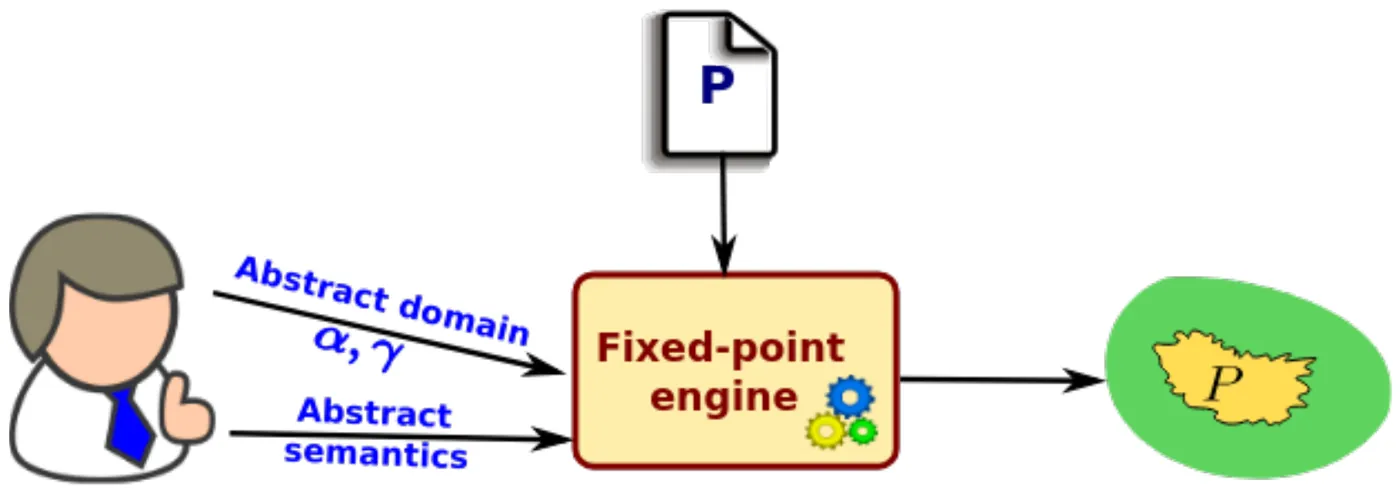 P
Abstract domain
α, γ
Abstract
semantics
Fixed-point
engine
P